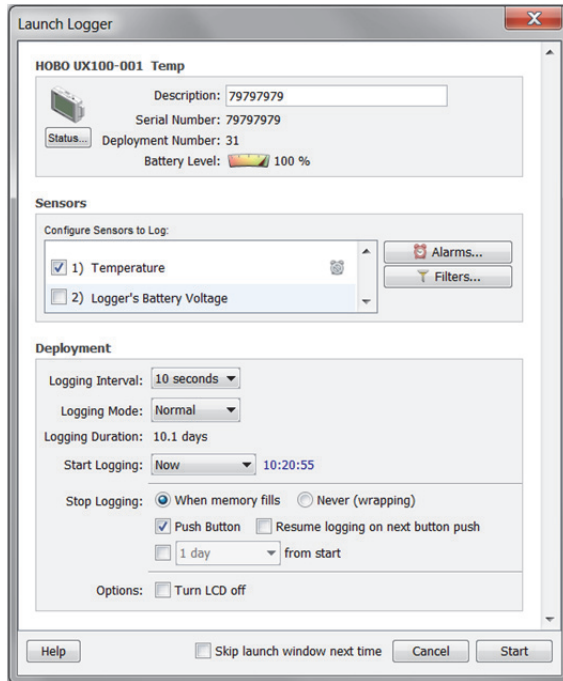 Launch Logger
HOBO UX100-001 Temp
Description: 79797979
Serial Number: 79797979
Status... Deployment Number: 31
Battery Level: 100 %
Sensors
Configure Sensors to Log:
1) Temperature
2) Logger's Battery Voltage
Alarms...
Filters...
Deployment
Logging Interval: 10 seconds
Logging Mode: Normal
Logging Duration: 10.1 days
Start Logging: Now 10:20:55
Stop Logging: When memory fills Never (wrapping)
Push Button Resume logging on next button push
1 day from start
Options: Turn LCD off
Help Skip launch window next time Cancel Start